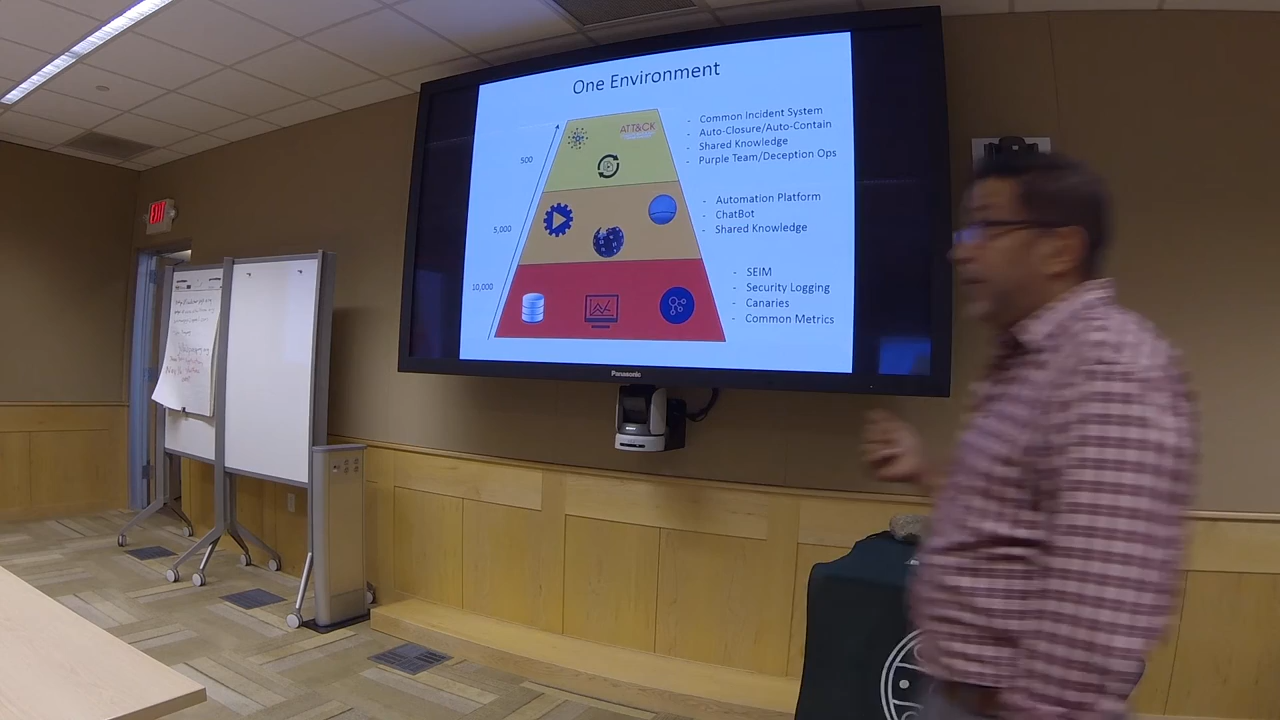 One Environment
500
ATT&CK
- Common Incident System
- Auto-Closure/Auto-Contain
- Shared Knowledge
- Purple Team/Deception Ops
5,000
- Automation Platform
- ChatBot
- Shared Knowledge
10,000
- SEIM
- Security Logging
- Canaries
- Common Metrics
Panasonic
EXIT